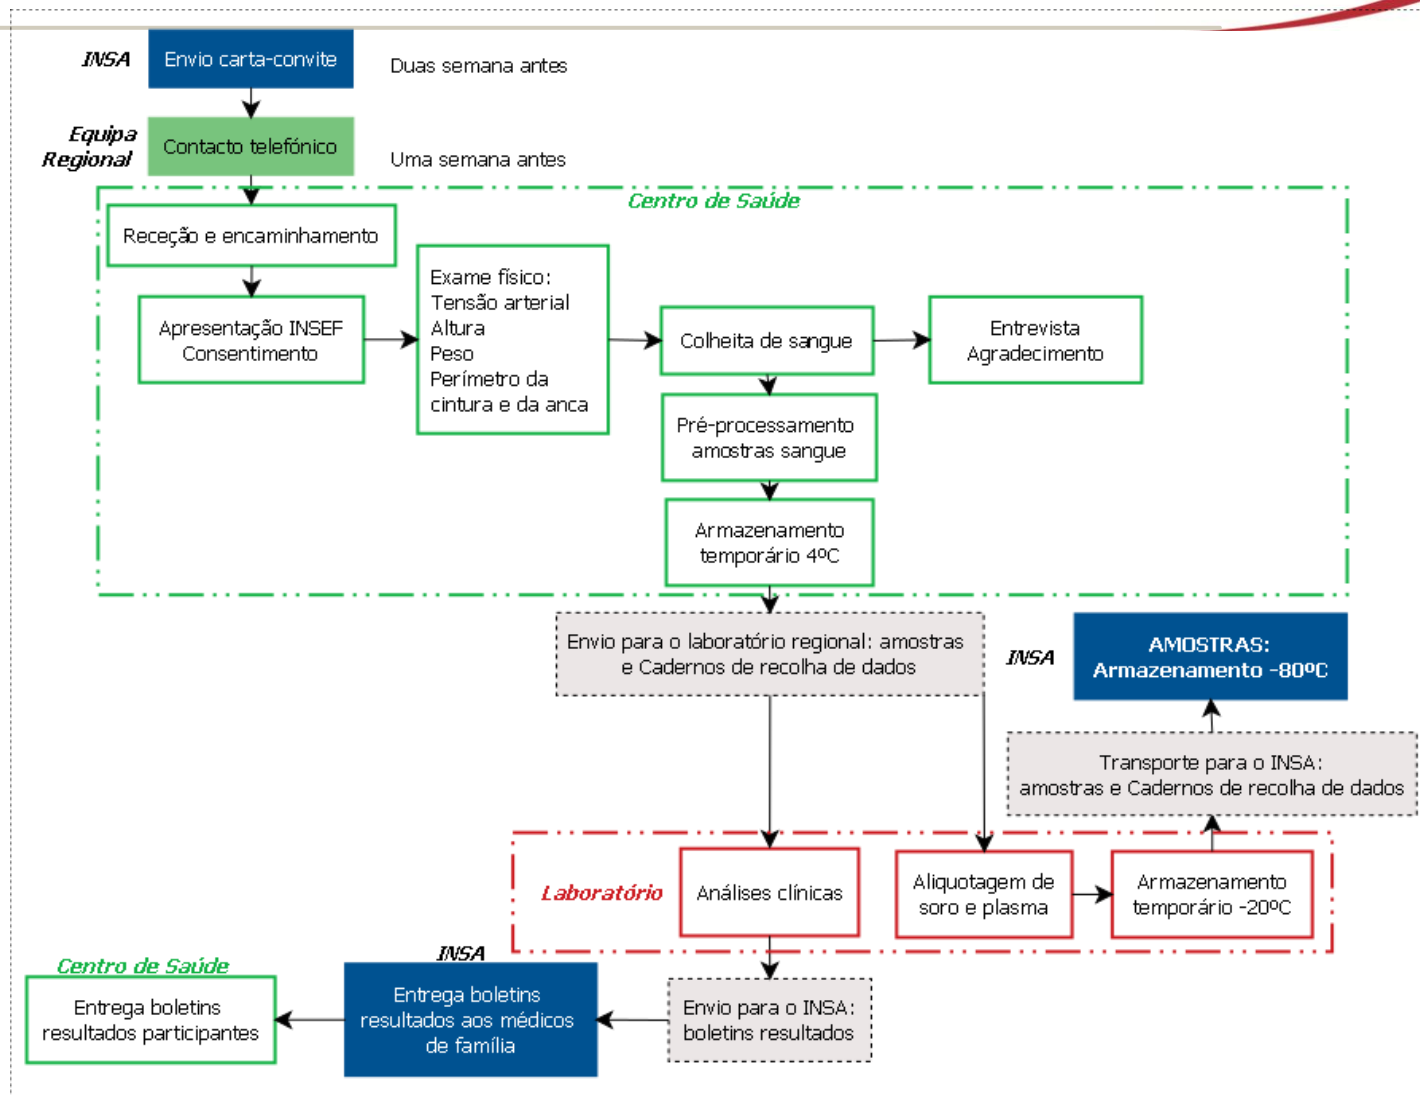 INSA
Envio carta-convite
Duas semana antes
Equipa
Regional
Contacto telefónico
Uma semana antes
Centro de Saúde
Receção e encaminhamento
Apresentação INSEF
Consentimento
Exame físico:
Tensão arterial
Altura
Peso
Perímetro da
cintura e da anca
Colheita de sangue
Entrevista
Agradecimento
Pré-processamento
amostras sangue
Armazenamento
temporário 4ºC
Envio para o laboratório regional: amostras
e Cadernos de recolha de dados
INSA
AMOSTRAS:
Armazenamento -80ºC
Transporte para o INSA:
amostras e Cadernos de recolha de dados
Laboratório
Análises clínicas
Aliquotagem de
soro e plasma
Armazenamento
temporário -20ºC
Centro de Saúde
Entrega boletins
resultados participantes
INSA
Entrega boletins
resultados aos médicos
de família
Envio para o INSA:
boletins resultados